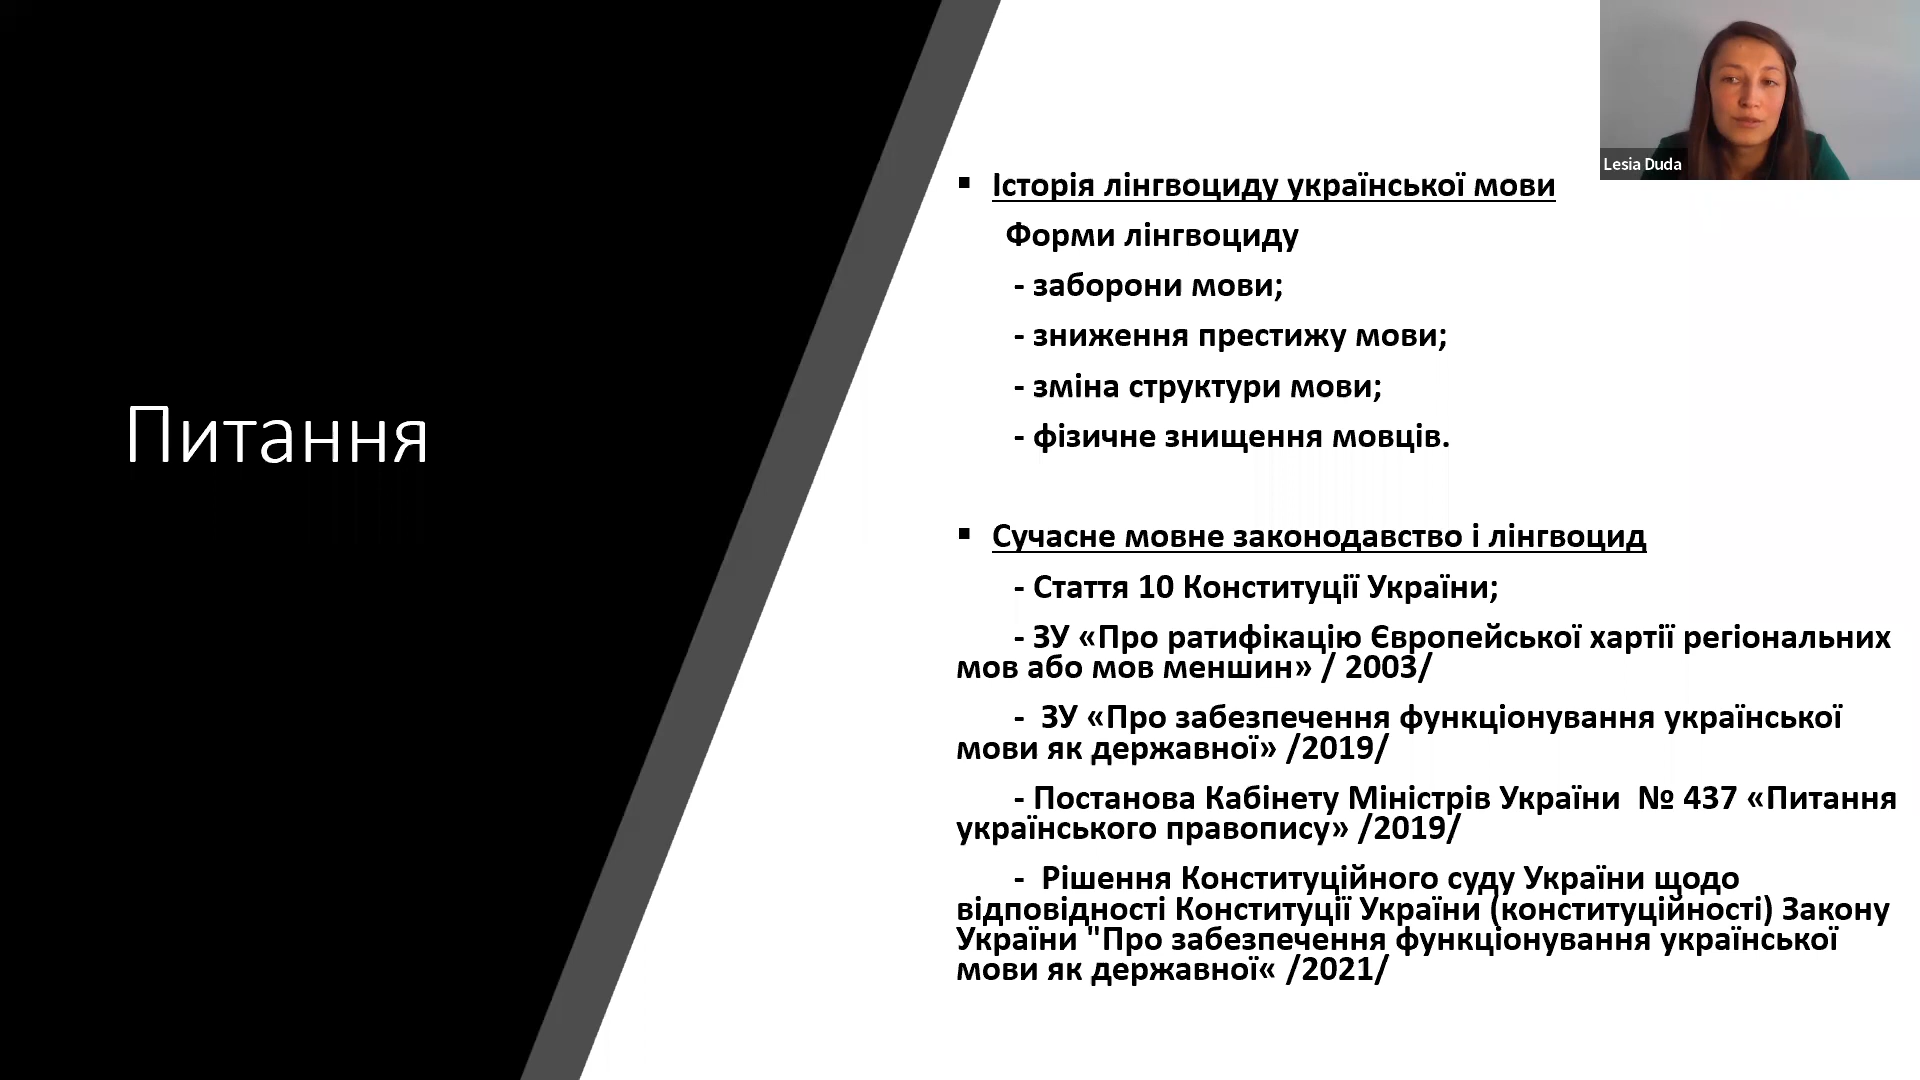 Питання
Lesia Duda
▪ Історія лінгвоциду української мови
Форми лінгвоциду
- заборони мови;
- зниження престижу мови;
- зміна структури мови;
- фізичне знищення мовців.
▪ Сучасне мовне законодавство і лінгвоцид
- Стаття 10 Конституції України;
- ЗУ «Про ратифікацію Європейської хартії регіональних
мов або мов меншин» / 2003/
- ЗУ «Про забезпечення функціонування української
мови як державної» /2019/
- Постанова Кабінету Міністрів України № 437 «Питання
українського правопису» /2019/
- Рішення Конституційного суду України щодо
відповідності Конституції України (конституційності) Закону
України "Про забезпечення функціонування української
мови як державної« /2021/